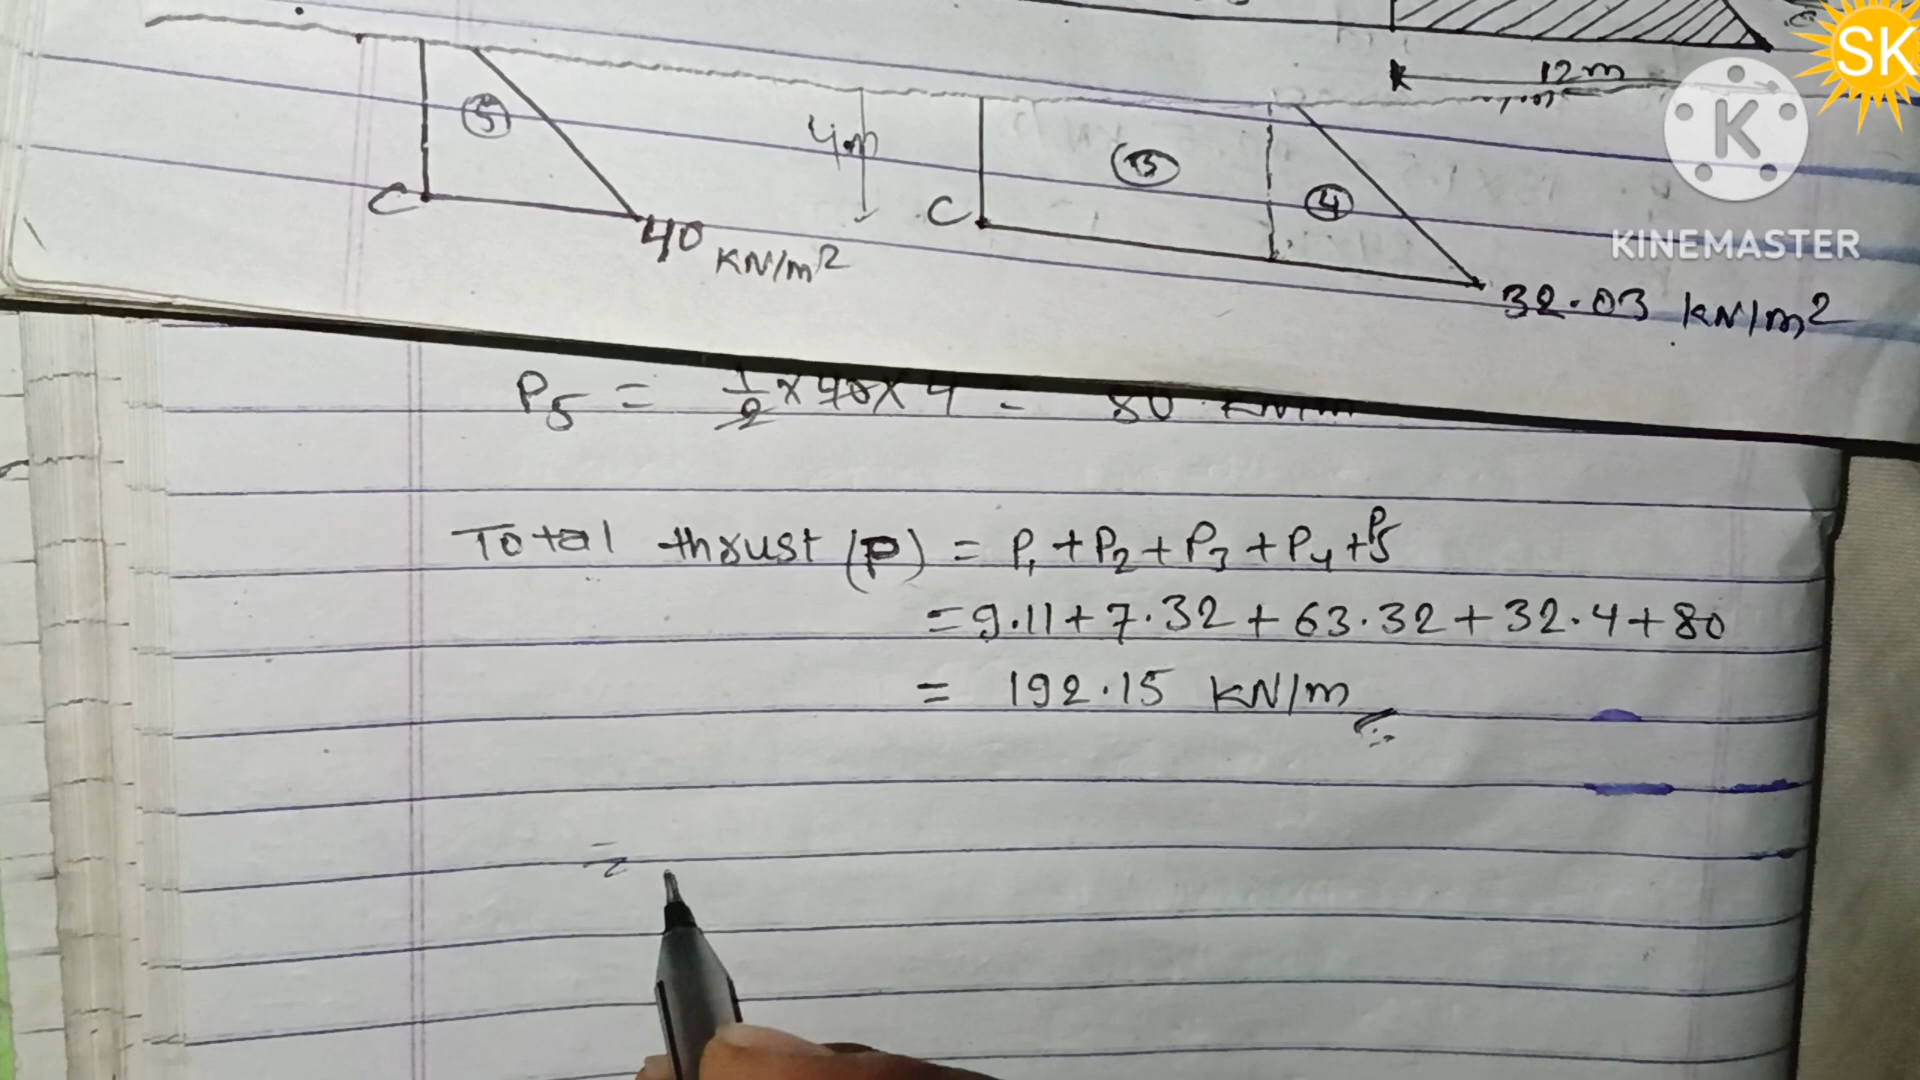 SK
12m
K
KINEMASTER
5
4m
3
4
C
40 KN/m2
C
32.03 kN/m2
P5 = 1/2 × 40 × 4 = 80 KN/m
Total thrust (P) = P1 + P2 + P3 + P4 + P5
= 9.11 + 7.32 + 63.32 + 32.4 + 80
= 192.15 KN/m
=